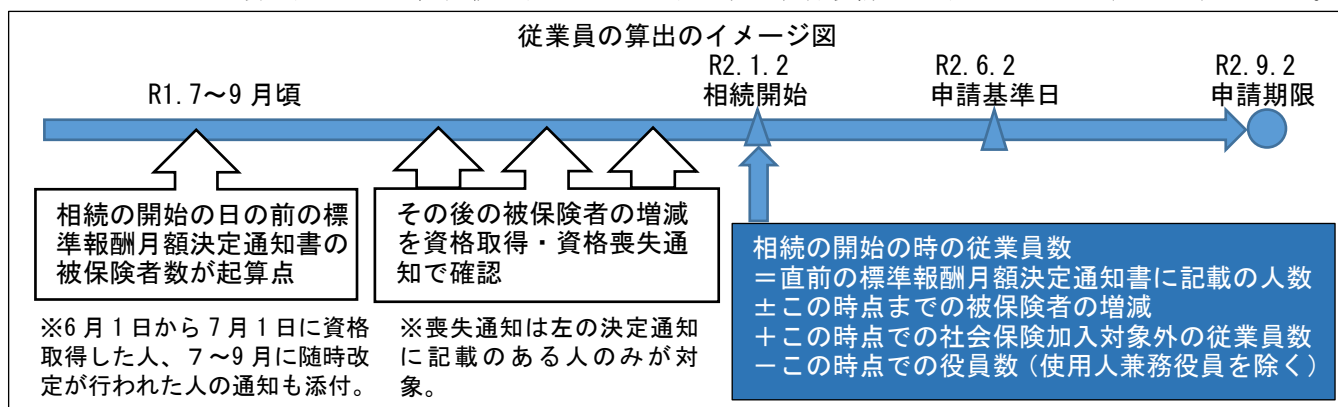 従業員の算出のイメージ図
R1.7～9月頃
R2.1.2
相続開始
R2.6.2
申請基準日
R2.9.2
申請期限
相続の開始の日の前の標
準報酬月額決定通知書の
被保険者数が起算点
※6月1日から7月1日に資格
取得した人、7～9月に随時改
定が行われた人の通知も添付。
その後の被保険者の増減
を資格取得・資格喪失通
知で確認
※喪失通知は左の決定通知
に記載のある人のみが対
象。
相続の開始の時の従業員数
＝直前の標準報酬月額決定通知書に記載の人数
±この時点までの被保険者の増減
＋この時点での社会保険加入対象外の従業員数
－この時点での役員数（使用人兼務役員を除く）